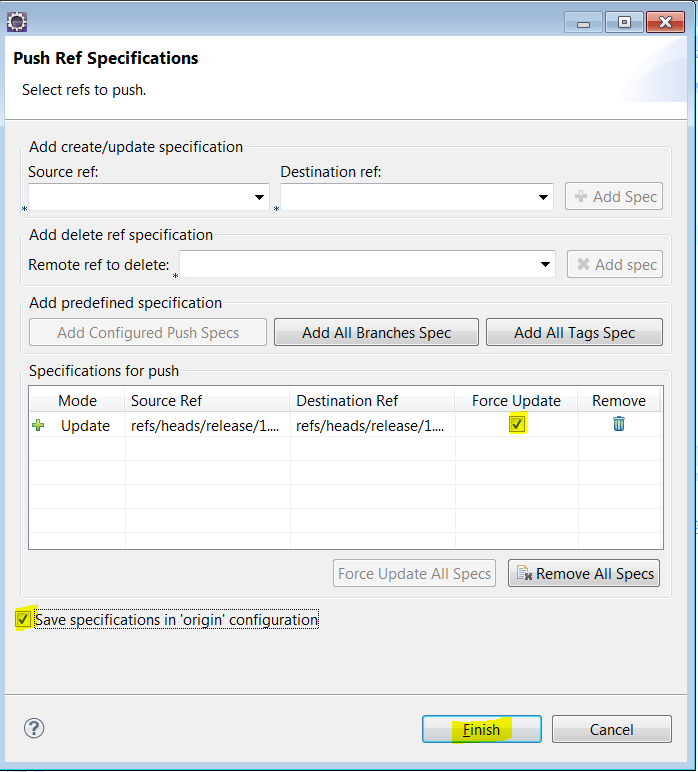 Push Ref Specifications
Select refs to push.
Add create/update specification
Source ref: Destination ref:
* * Add Spec
Add delete ref specification
Remote ref to delete: * Add spec
Add predefined specification
Add Configured Push Specs Add All Branches Spec Add All Tags Spec
Specifications for push
Mode Source Ref Destination Ref Force Update Remove
Update refs/heads/release/1.... refs/heads/release/1....
Force Update All Specs Remove All Specs
Save specifications in 'origin' configuration
? Finish Cancel